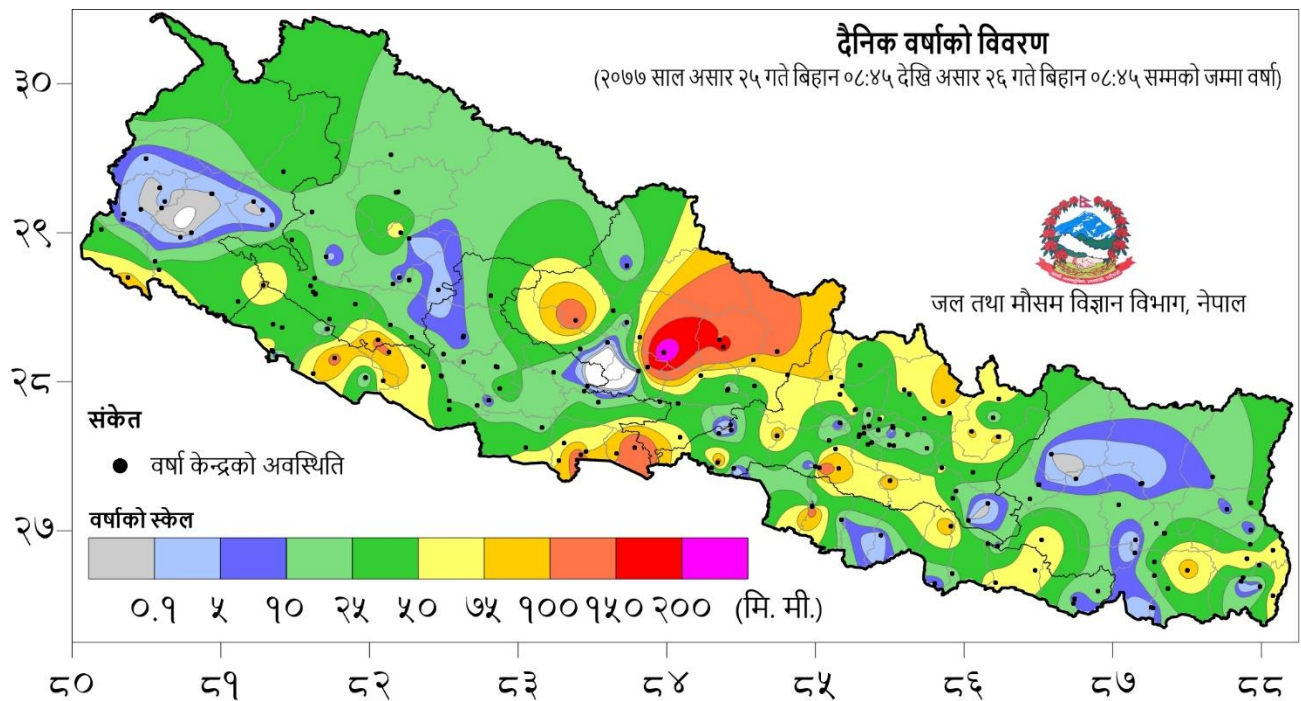 दैनिक वर्षाको विवरण
(२०७७ साल असार २५ गते बिहान ०८:४५ देखि असार २६ गते बिहान ०८:४५ सम्मको जम्मा वर्षा)
३०
२९
२८
२७
जल तथा मौसम विज्ञान विभाग, नेपाल
संकेत
वर्षा केन्द्रको अवस्थिति
वर्षाको स्केल
०.१ ५ १० २५ ५० ७५ १०० १५० २०० (मि. मी.)
८० ८१ ८२ ८३ ८४ ८५ ८६ ८७ ८८